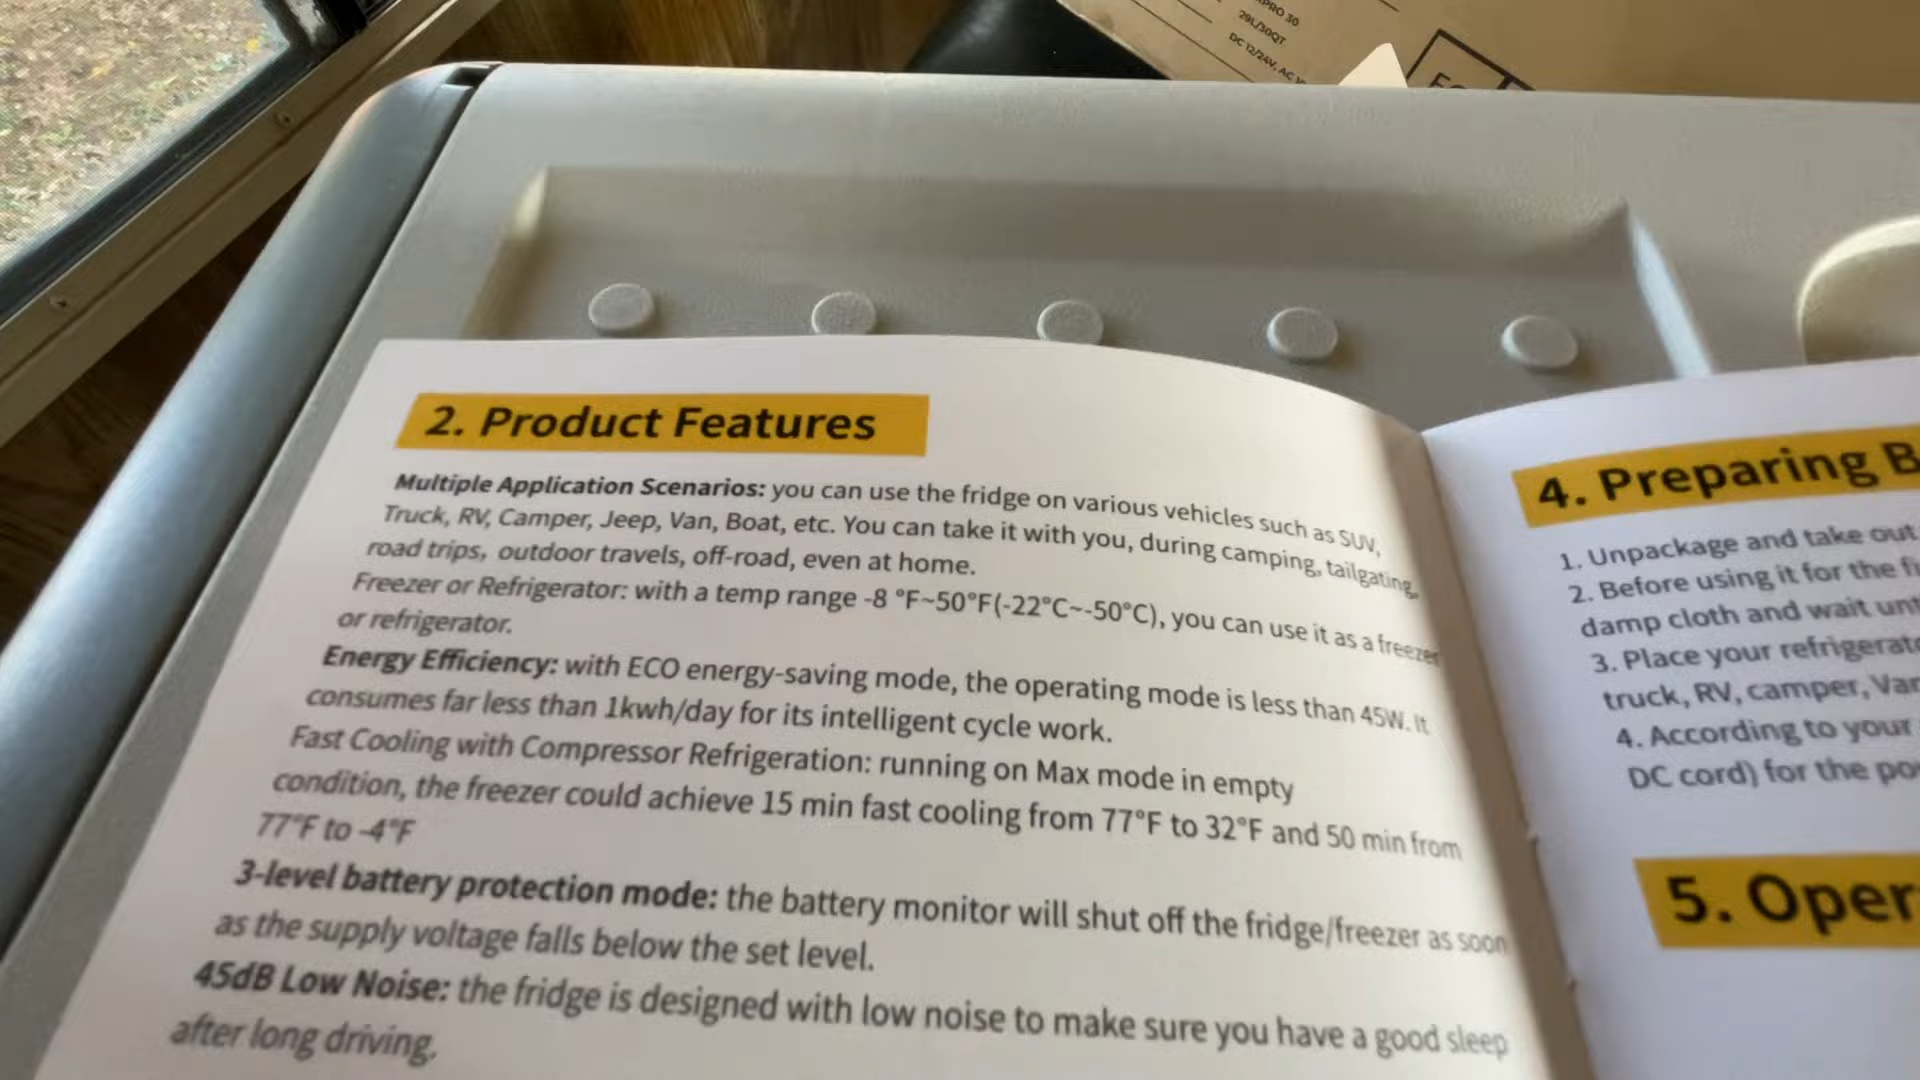 PRO 30
29L/30QT
DC 12/24V, AC
2. Product Features
Multiple Application Scenarios: you can use the fridge on various vehicles such as SUV,
Truck, RV, Camper, Jeep, Van, Boat, etc. You can take it with you, during camping, tailgating,
road trips, outdoor travels, off-road, even at home.
Freezer or Refrigerator: with a temp range -8 °F~50°F(-22°C~-50°C), you can use it as a freezer
or refrigerator.
Energy Efficiency: with ECO energy-saving mode, the operating mode is less than 45W. It
consumes far less than 1kwh/day for its intelligent cycle work.
Fast Cooling with Compressor Refrigeration: running on Max mode in empty
condition, the freezer could achieve 15 min fast cooling from 77°F to 32°F and 50 min from
77°F to -4°F
3-level battery protection mode: the battery monitor will shut off the fridge/freezer as soon
as the supply voltage falls below the set level.
45dB Low Noise: the fridge is designed with low noise to make sure you have a good sleep
after long driving.
4. Preparing B
1. Unpackage and take out
2. Before using it for the fi
damp cloth and wait unt
3. Place your refrigerat
truck, RV, camper, Van
4. According to your
DC cord) for the po
5. Oper